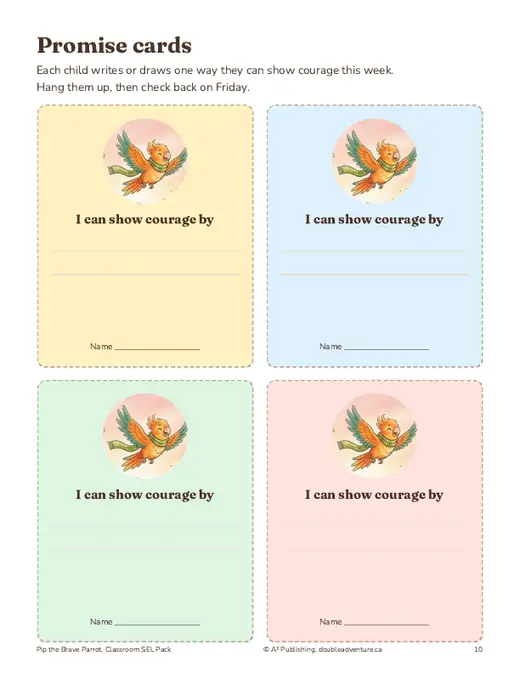 Promise cards
Each child writes or draws one way they can show courage this week.
Hang them up, then check back on Friday.
I can show courage by
I can show courage by
Name
Name
I can show courage by
I can show courage by
Name
Name
Pip the Brave Parrot, Classroom SEL Pack
© A² Publishing, doubleadventure.ca
10